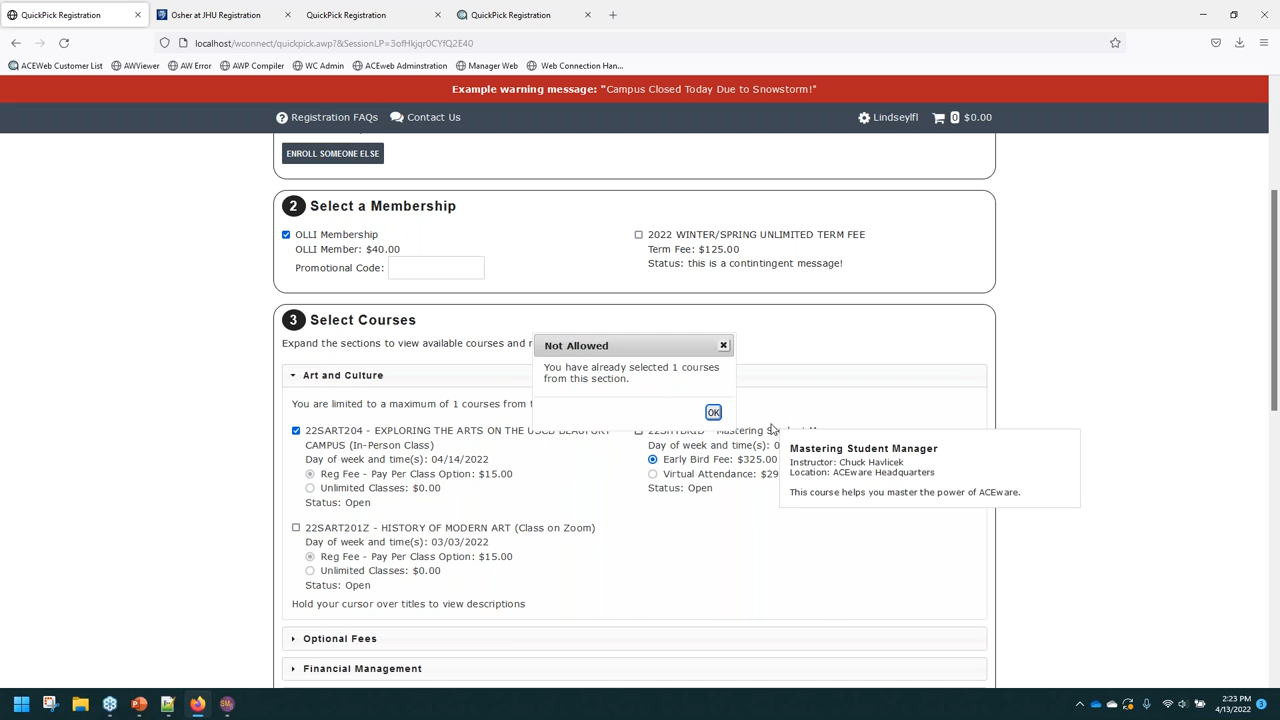 QuickPick Registration
Osher at JHU Registration
QuickPick Registration
QuickPick Registration
localhost/wconnect/quickpick.awp?&SessionLP=3ofHkjqr0CYfQ2E40
ACEWeb Customer List
AWViewer
AW Error
AWP Compiler
WC Admin
ACEweb Adminstration
Manager Web
Web Connection Han...
Example warning message: "Campus Closed Today Due to Snowstorm!"
Registration FAQs
Contact Us
Lindseylfl
0 $0.00
ENROLL SOMEONE ELSE
2 Select a Membership
OLLI Membership
OLLI Member: $40.00
Promotional Code:
2022 WINTER/SPRING UNLIMITED TERM FEE
Term Fee: $125.00
Status: this is a contintingent message!
3 Select Courses
Expand the sections to view available courses and
Not Allowed
You have already selected 1 courses
from this section.
OK
Art and Culture
You are limited to a maximum of 1 courses from
22SART204 - EXPLORING THE ARTS ON THE USCB BEAUFORT
CAMPUS (In-Person Class)
Day of week and time(s): 04/14/2022
Reg Fee - Pay Per Class Option: $15.00
Unlimited Classes: $0.00
Status: Open
22SHYBRID - Mastering
Day of week and time(s): 0
Early Bird Fee: $325.00
Virtual Attendance: $29
Status: Open
Mastering Student Manager
Instructor: Chuck Havlicek
Location: ACEware Headquarters
This course helps you master the power of ACEware.
22SART201Z - HISTORY OF MODERN ART (Class on Zoom)
Day of week and time(s): 03/03/2022
Reg Fee - Pay Per Class Option: $15.00
Unlimited Classes: $0.00
Status: Open
Hold your cursor over titles to view descriptions
Optional Fees
Financial Management
2:23 PM
4/13/2022
3